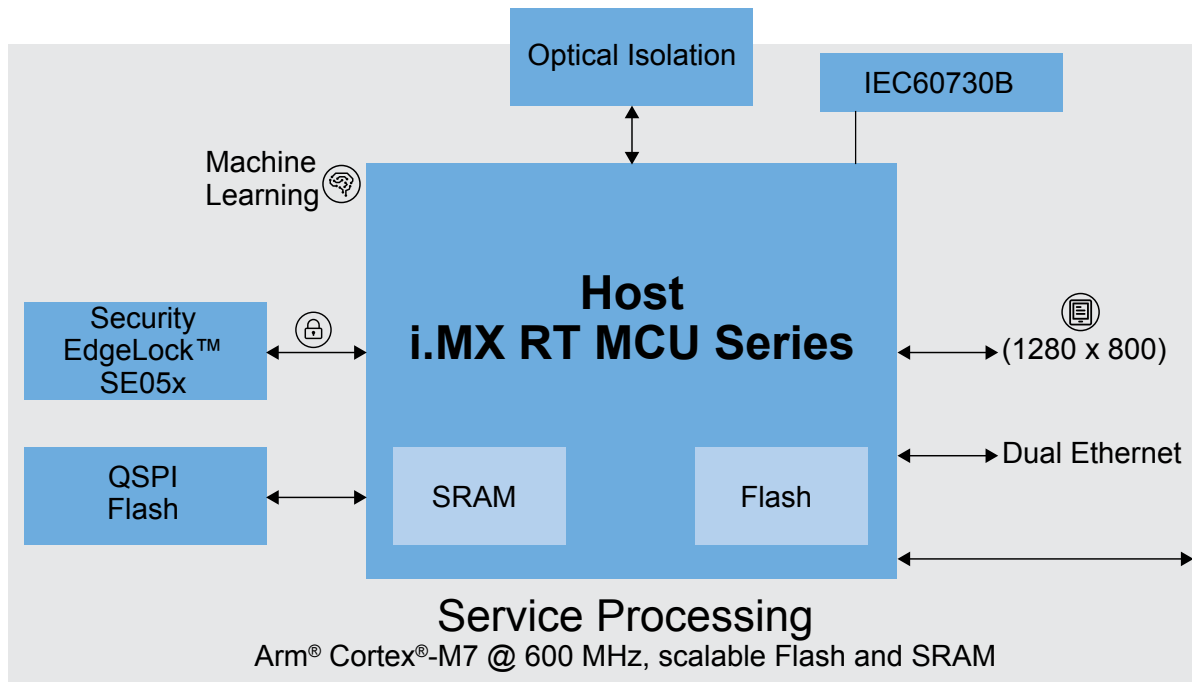 Optical Isolation
IEC60730B
Machine
Learning
Host
i.MX RT MCU Series
Security
EdgeLock™
SE05x
(1280 x 800)
QSPI
Flash
SRAM
Flash
Dual Ethernet
Service Processing
Arm® Cortex®-M7 @ 600 MHz, scalable Flash and SRAM